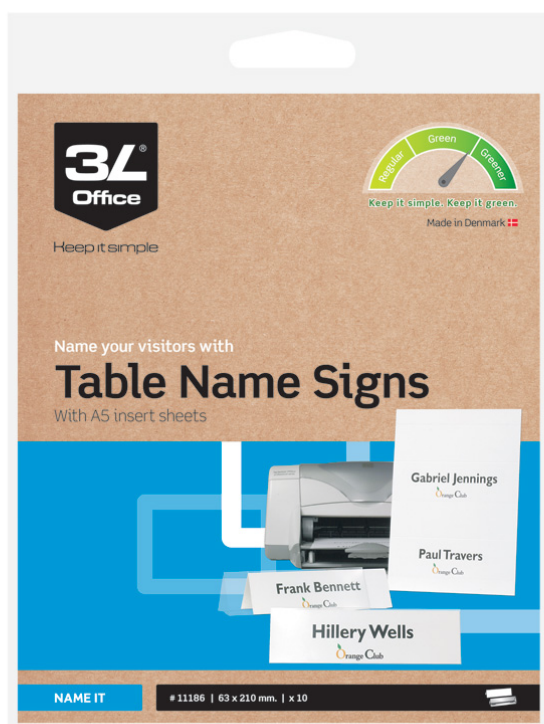 3L®
Office
Keep it simple
Regular
Green
Greener
Keep it simple. Keep it green.
Made in Denmark
Name your visitors with
Table Name Signs
With A5 insert sheets
Gabriel Jennings
Orange Club
Paul Travers
Orange Club
Frank Bennett
Orange Club
Hillery Wells
Orange Club
NAME IT
# 11186 | 63 x 210 mm. | x 10